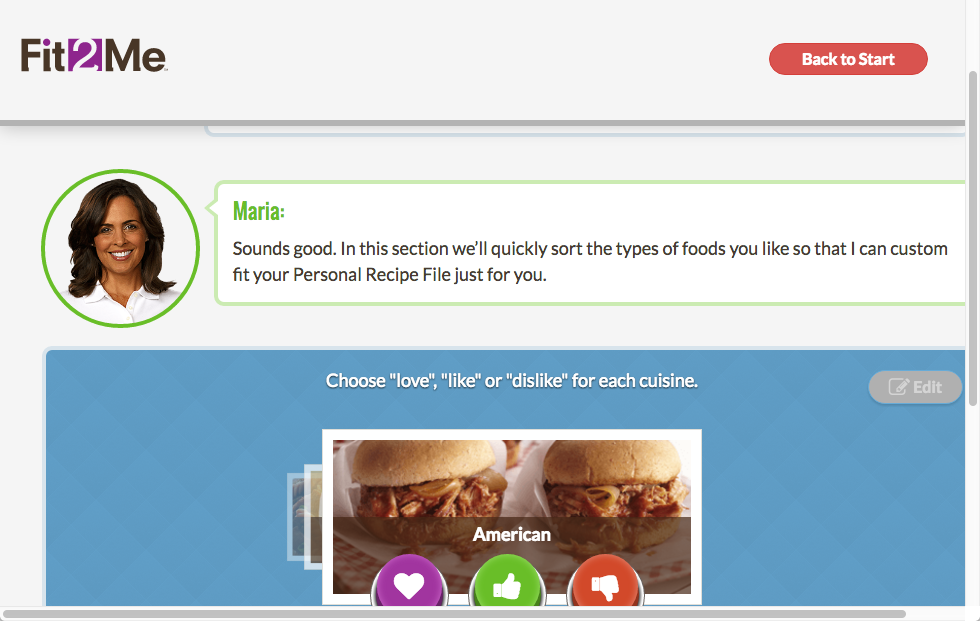 Fit2Me
Back to Start
Maria:
Sounds good. In this section we’ll quickly sort the types of foods you like so that I can custom
fit your Personal Recipe File just for you.
Choose "love", "like" or "dislike" for each cuisine.
Edit
American